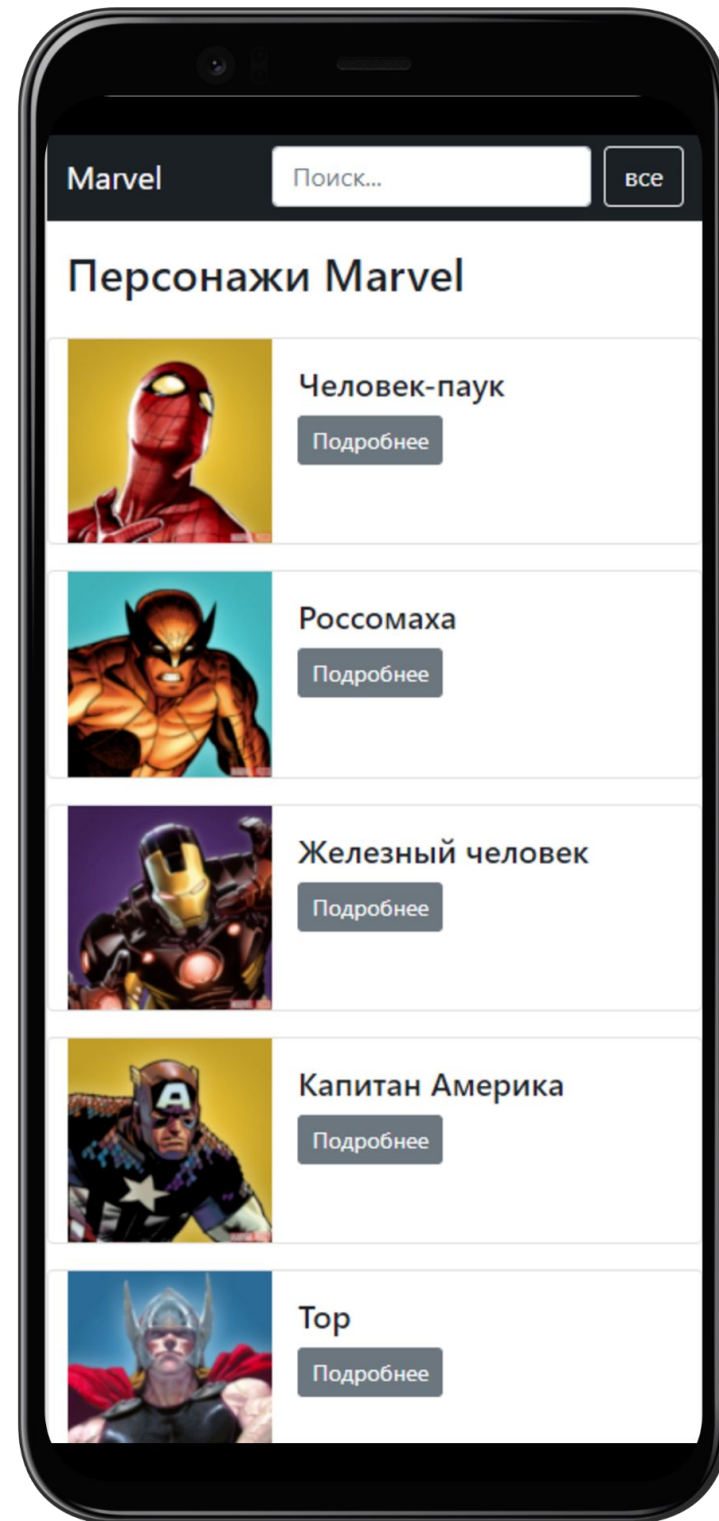 Marvel
Поиск...
все
Персонажи Marvel
Человек-паук
Подробнее
Россомаха
Подробнее
Железный человек
Подробнее
Капитан Америка
Подробнее
Тор
Подробнее